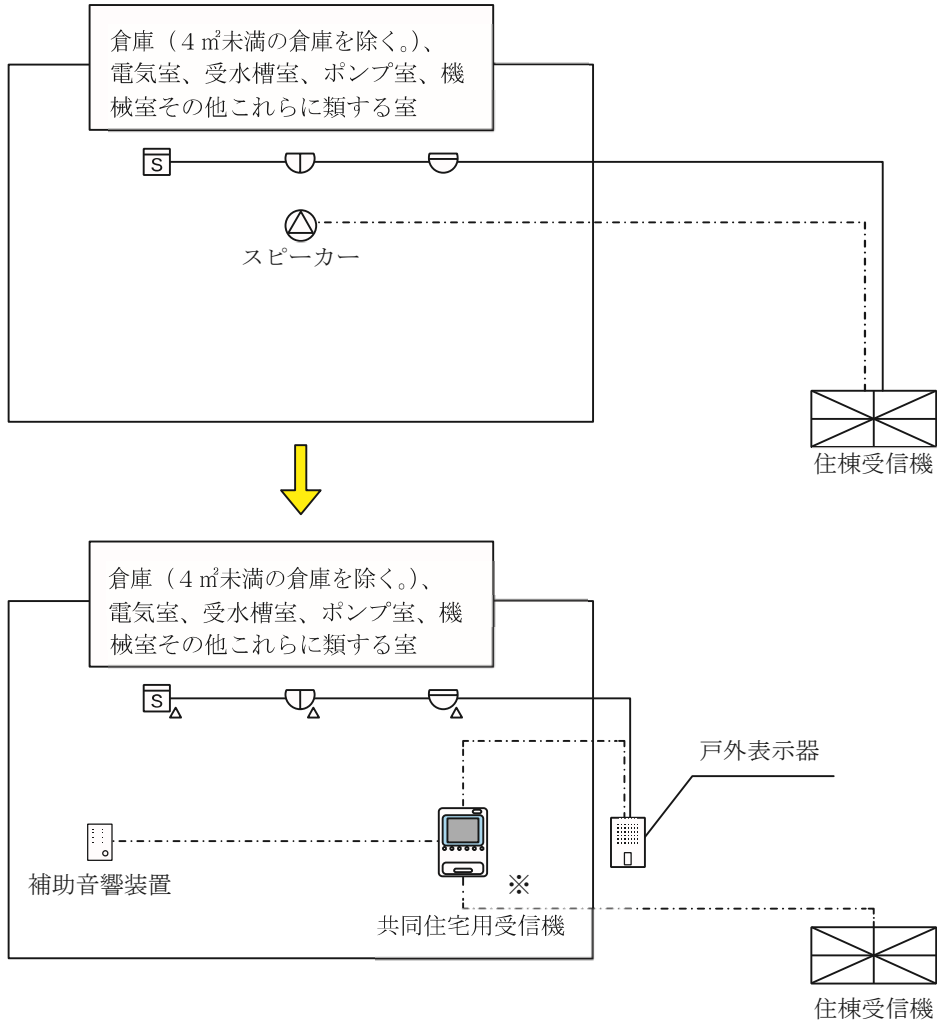 倉庫（４㎡未満の倉庫を除く。）、
電気室、受水槽室、ポンプ室、機
械室その他これらに類する室
S
スピーカー
住棟受信機
倉庫（４㎡未満の倉庫を除く。）、
電気室、受水槽室、ポンプ室、機
械室その他これらに類する室
S
戸外表示器
補助音響装置
※
共同住宅用受信機
住棟受信機